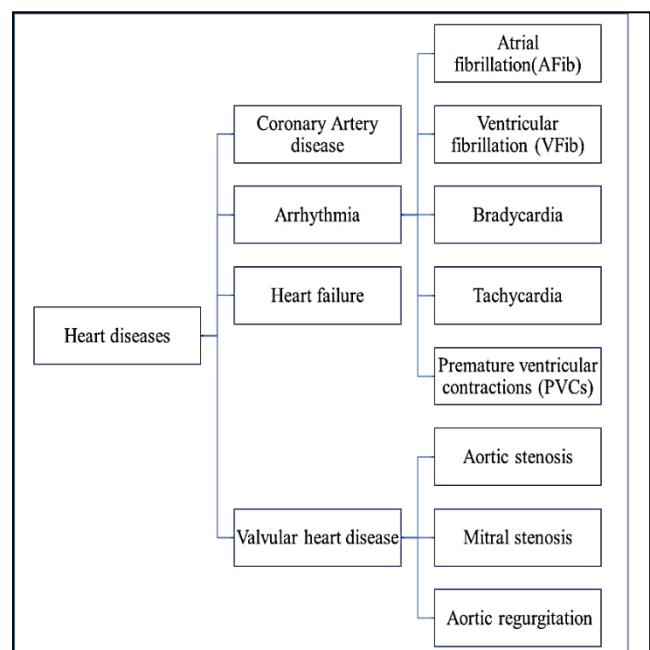 Heart diseases
Coronary Artery
disease
Arrhythmia
Heart failure
Valvular heart disease
Atrial
fibrillation(AFib)
Ventricular
fibrillation (VFib)
Bradycardia
Tachycardia
Premature ventricular
contractions (PVCs)
Aortic stenosis
Mitral stenosis
Aortic regurgitation